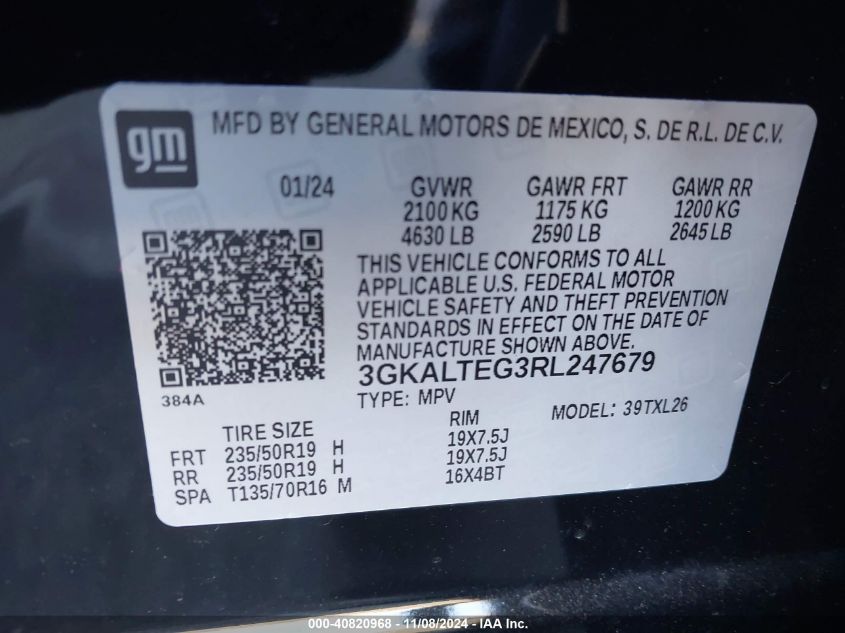 gm
MFD BY GENERAL MOTORS DE MEXICO, S. DE R.L. DE C.V.
01/24 GVWR GAWR FRT GAWR RR
2100 KG 1175 KG 1200 KG
4630 LB 2590 LB 2645 LB
THIS VEHICLE CONFORMS TO ALL
APPLICABLE U.S. FEDERAL MOTOR
VEHICLE SAFETY AND THEFT PREVENTION
STANDARDS IN EFFECT ON THE DATE OF
MANUFACTURE SHOWN ABOVE.
3GKALTEG3RL247679
384A
TYPE: MPV MODEL: 39TXL26
TIRE SIZE RIM
FRT 235/50R19 H 19X7.5J
RR 235/50R19 H 19X7.5J
SPA T135/70R16 M 16X4BT
000-40820968 - 11/08/2024 - IAAI.com, Inc.